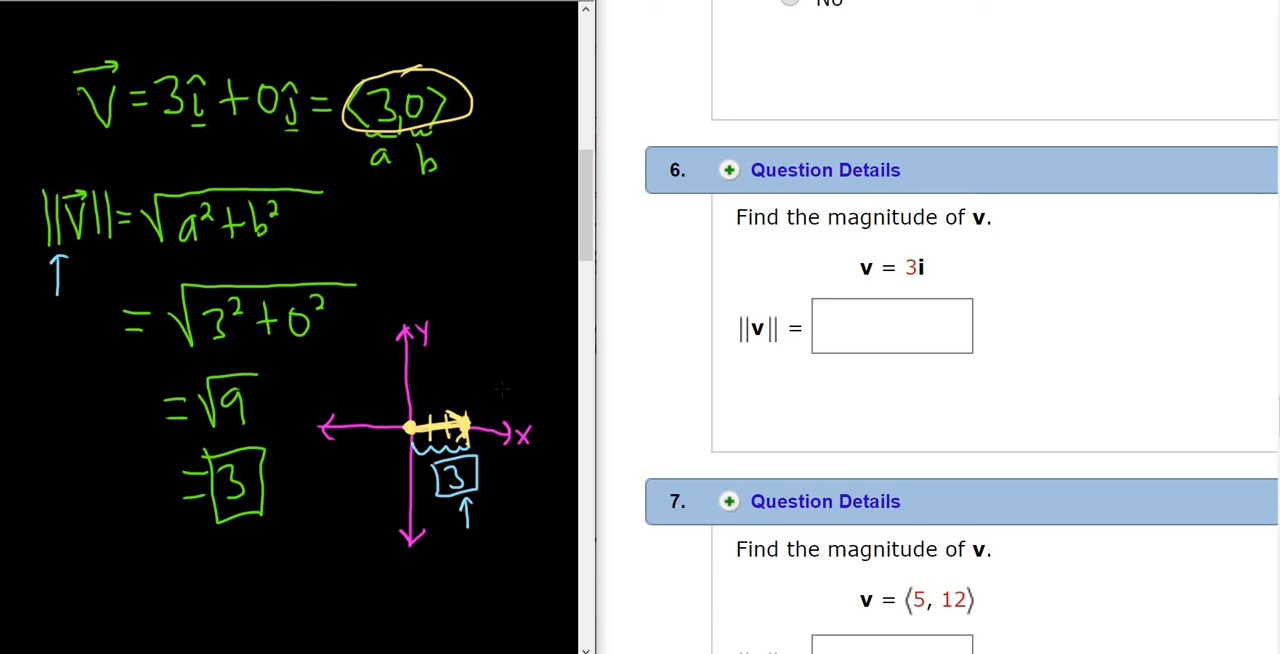 V = 3î + 0ĵ = ⟨3,0⟩
a b
||V|| = √a² + b²
= √3² + 0²
= √9
= 3
Y
X
3
No
6. Question Details
Find the magnitude of v.
v = 3i
||v|| =
7. Question Details
Find the magnitude of v.
v = ⟨5, 12⟩